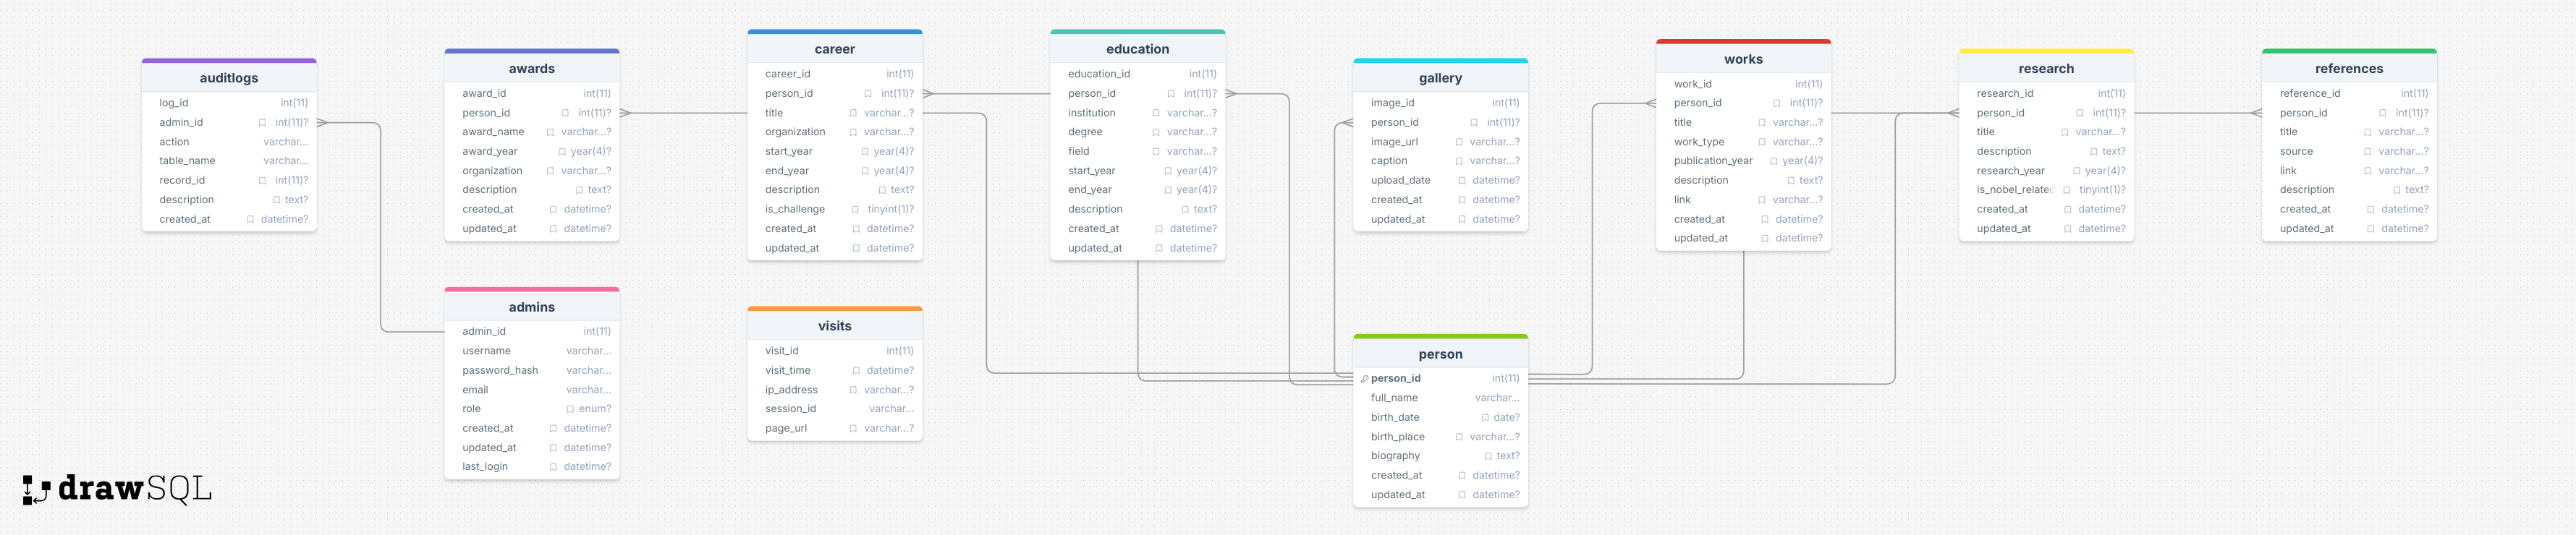 auditlogs
log_id int(11)
admin_id int(11)?
action varchar...
table_name varchar...
record_id int(11)?
description text?
created_at datetime?
awards
award_id int(11)
person_id int(11)?
award_name varchar...?
award_year year(4)?
organization varchar...?
description text?
created_at datetime?
updated_at datetime?
career
career_id int(11)
person_id int(11)?
title varchar...?
organization varchar...?
start_year year(4)?
end_year year(4)?
description text?
is_challenge tinyint(1)?
created_at datetime?
updated_at datetime?
education
education_id int(11)
person_id int(11)?
institution varchar...?
degree varchar...?
field varchar...?
start_year year(4)?
end_year year(4)?
description text?
created_at datetime?
updated_at datetime?
gallery
image_id int(11)
person_id int(11)?
image_url varchar...?
caption varchar...?
upload_date datetime?
created_at datetime?
updated_at datetime?
works
work_id int(11)
person_id int(11)?
title varchar...?
work_type varchar...?
publication_year year(4)?
description text?
link varchar...?
created_at datetime?
updated_at datetime?
research
research_id int(11)
person_id int(11)?
title varchar...?
description text?
research_year year(4)?
is_nobel_relatec tinyint(1)?
created_at datetime?
updated_at datetime?
references
reference_id int(11)
person_id int(11)?
title varchar...?
source varchar...?
link varchar...?
description text?
created_at datetime?
updated_at datetime?
admins
admin_id int(11)
username varchar...
password_hash varchar...
email varchar...
role enum?
created_at datetime?
updated_at datetime?
last_login datetime?
visits
visit_id int(11)
visit_time datetime?
ip_address varchar...?
session_id varchar...
page_url varchar...?
person
person_id int(11)
full_name varchar...
birth_date date?
birth_place varchar...?
biography text?
created_at datetime?
updated_at datetime?
drawSQL